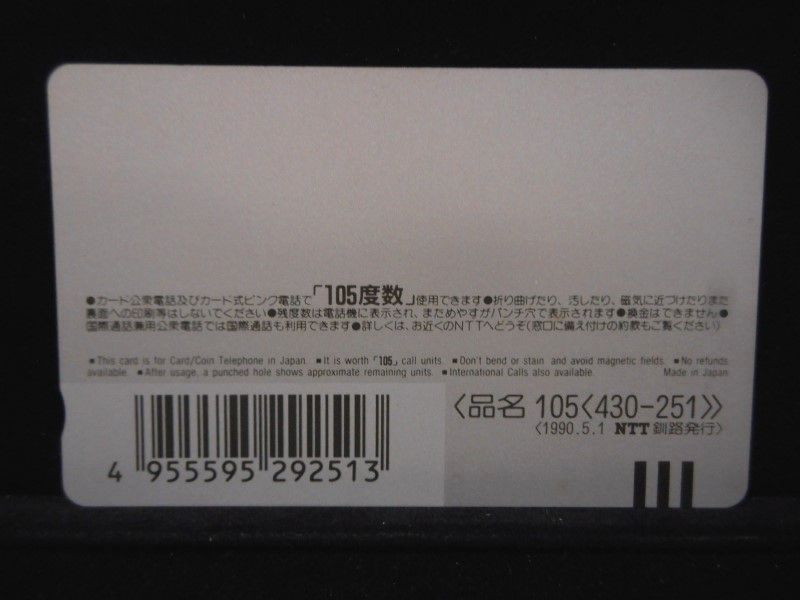 ●カード公衆電話及びカード式ピンク電話で「105度数」使用できます●折り曲げたり、汚したり、磁気に近づけたりまた
裏面への印刷等はしないでください●残度数は電話機に表示され、まためやすがパンチ穴で表示されます●換金はできません●
国際通話兼用公衆電話では国際通話も利用できます●詳しくは、お近くのNTTへどうぞ(窓口に備え付けの約款もご覧ください)
■This card is for Card/Coin Telephone in Japan. ■It is worth「105」call units. ■Don't bend or stain and avoid magnetic fields. ■No refunds
available. ■After usage, a punched hole shows approximate remaining units. ■International Calls also available. Made in Japan
〈品名 105〈430-251〉〉
〈1990.5.1 NTT 釧路発行〉
4 955595 292513